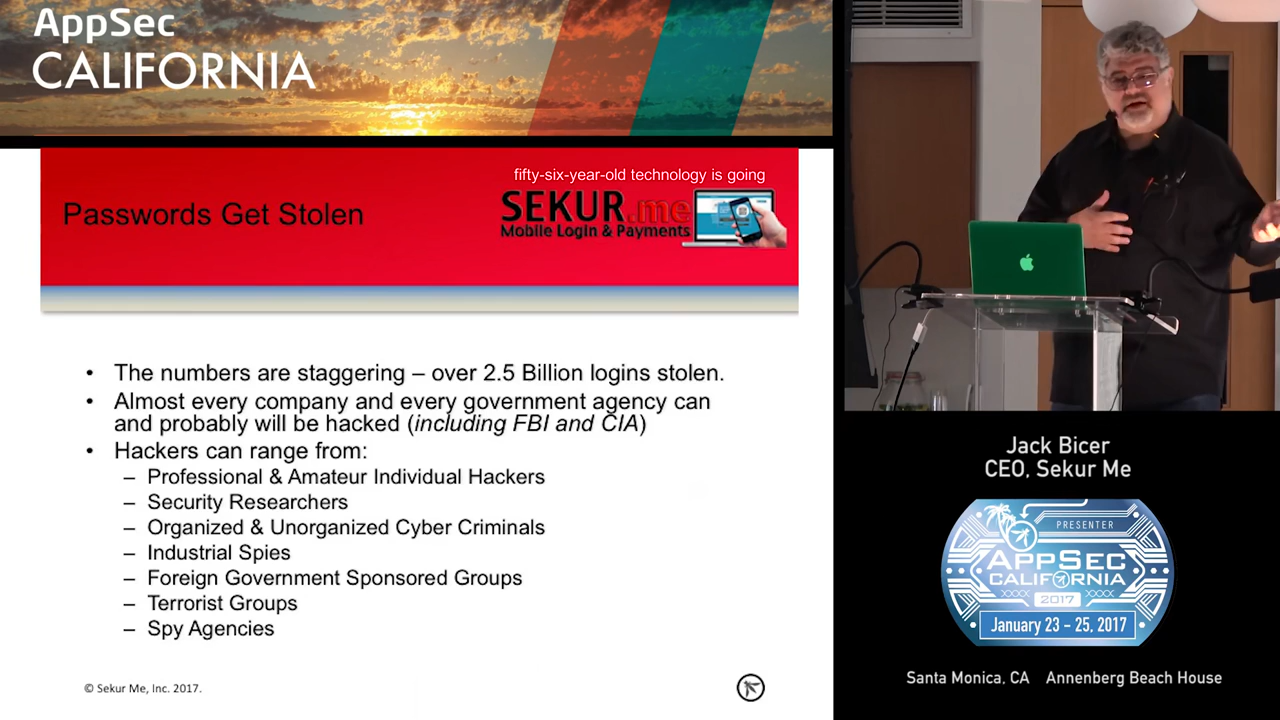 AppSec
CALIFORNIA
fifty-six-year-old technology is going
Passwords Get Stolen
SEKUR.me
Mobile Login & Payments
• The numbers are staggering – over 2.5 Billion logins stolen.
• Almost every company and every government agency can
and probably will be hacked (including FBI and CIA)
• Hackers can range from:
– Professional & Amateur Individual Hackers
– Security Researchers
– Organized & Unorganized Cyber Criminals
– Industrial Spies
– Foreign Government Sponsored Groups
– Terrorist Groups
– Spy Agencies
© Sekur Me, Inc. 2017.
Jack Bicer
CEO, Sekur Me
PRESENTER
APPSEC
CALIFORNIA
2017
January 23 – 25, 2017
Santa Monica, CA Annenberg Beach House